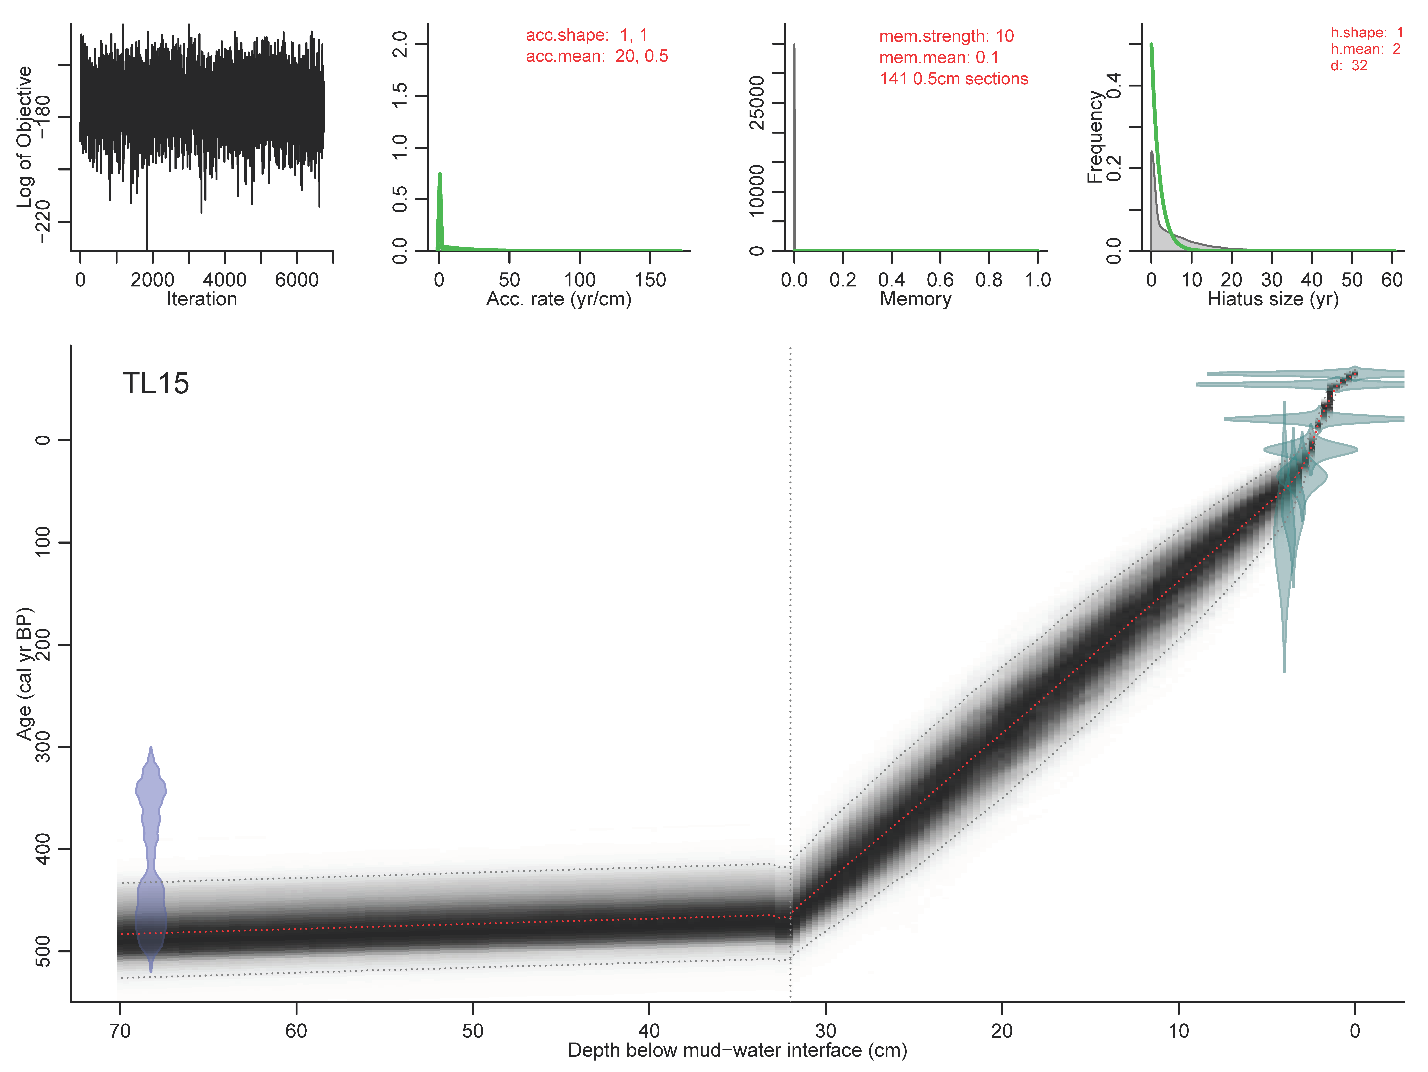 Log of Objective
-220
-180
0
2000
4000
6000
Iteration
acc.shape: 1, 1
acc.mean: 20, 0.5
0.0
0.5
1.0
1.5
2.0
0
50
100
150
Acc. rate (yr/cm)
mem.strength: 10
mem.mean: 0.1
141 0.5cm sections
0
10000
25000
0.0
0.2
0.4
0.6
0.8
1.0
Memory
h.shape: 1
h.mean: 2
d: 32
Frequency
0.0
0.2
0.4
0
10
20
30
40
50
60
Hiatus size (yr)
TL15
Age (cal yr BP)
0
100
200
300
400
500
70
60
50
40
30
20
10
0
Depth below mud−water interface (cm)